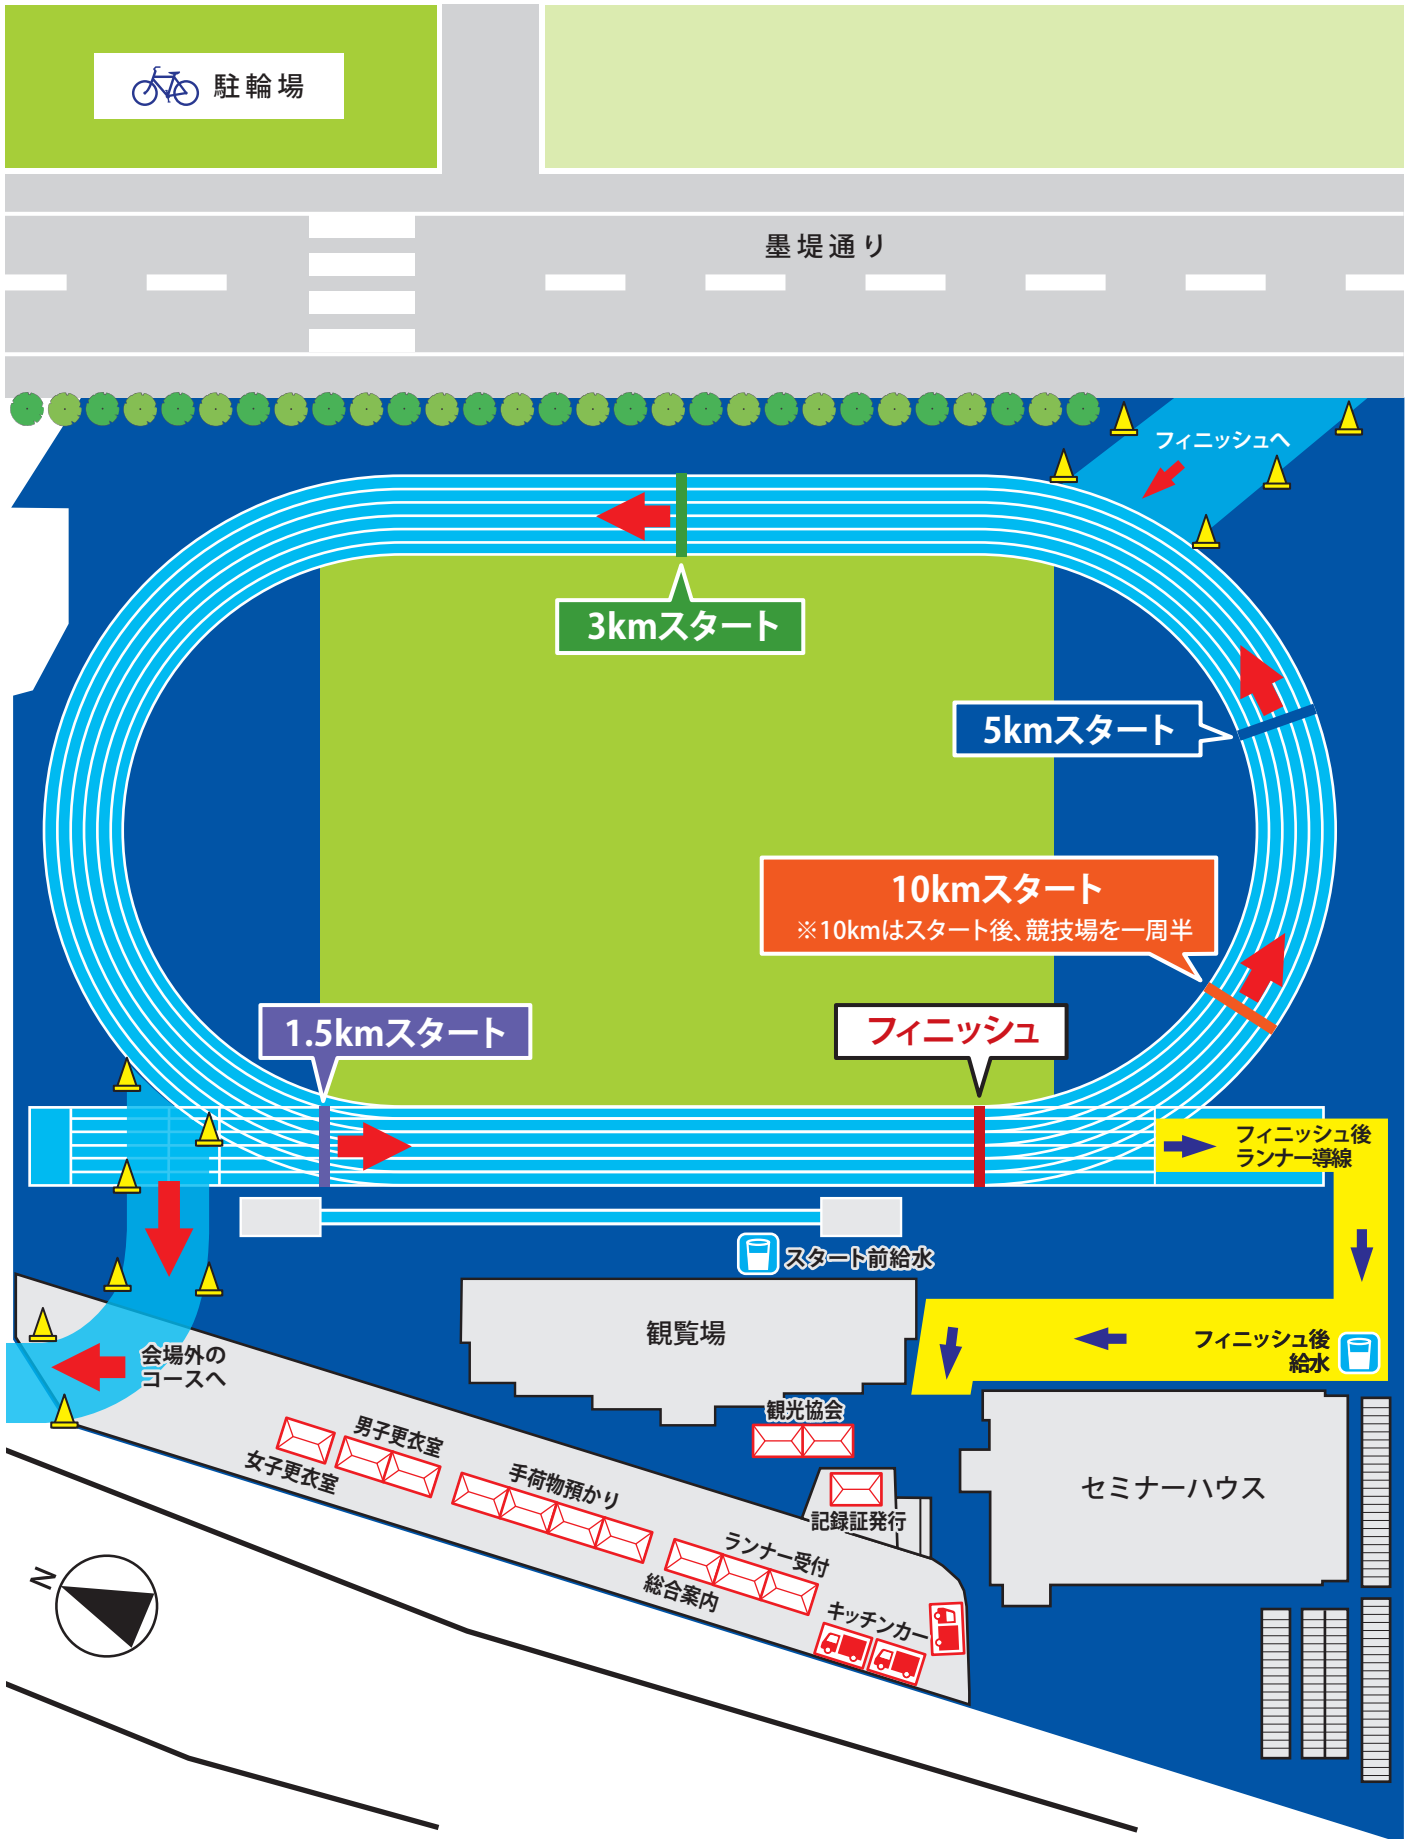 駐輪場
墨堤通り
フィニッシュへ
3kmスタート
5kmスタート
10kmスタート
※10kmはスタート後、競技場を一周半
1.5kmスタート
フィニッシュ
フィニッシュ後
ランナー導線
スタート前給水
観覧場
フィニッシュ後
給水
会場外の
コースへ
観光協会
男子更衣室
女子更衣室
手荷物預かり
セミナーハウス
記録証発行
ランナー受付
総合案内
キッチンカー
N